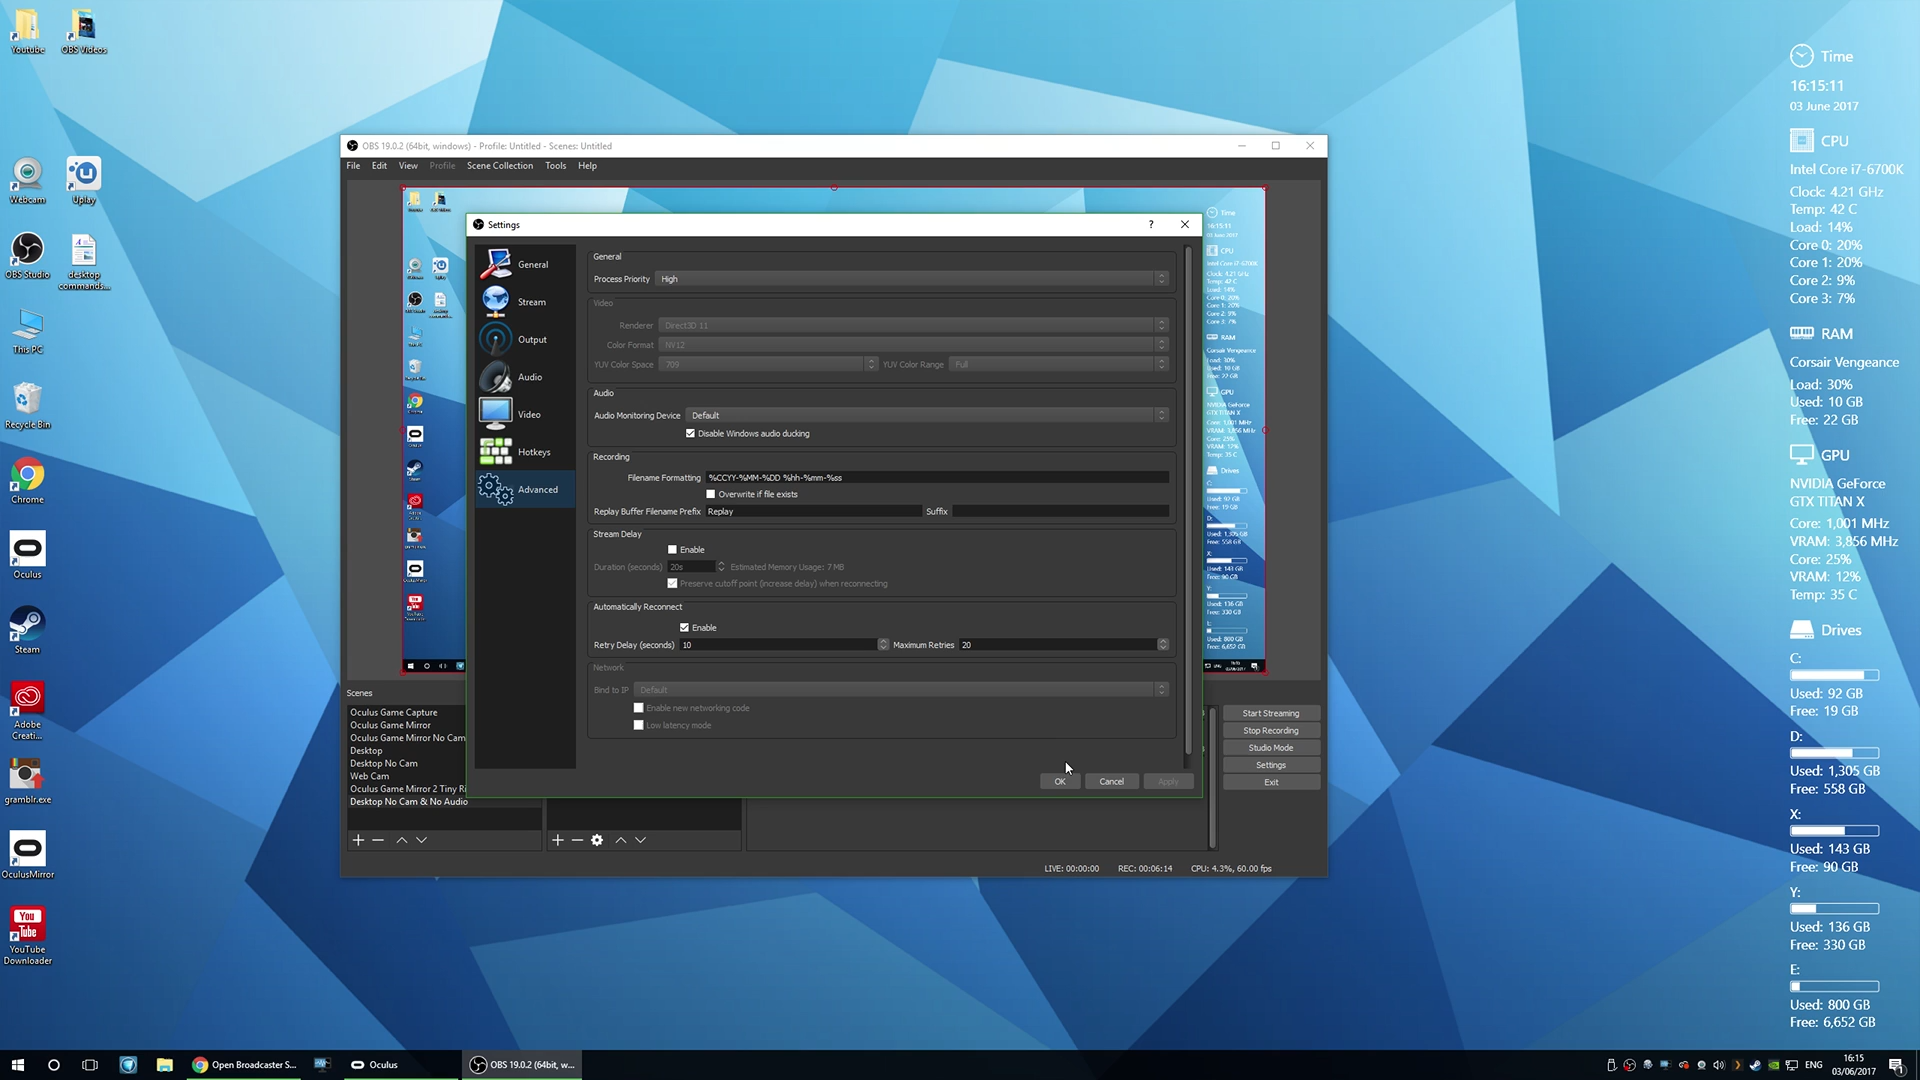 Youtube
OBS Videos
Webcam
Uplay
OBS Studio
desktop
commands...
This PC
Recycle Bin
Chrome
Oculus
Steam
Adobe
Creati...
gramblr.exe
OculusMirror
YouTube
Downloader
OBS 19.0.2 (64bit, windows) - Profile: Untitled - Scenes: Untitled
File Edit View Profile Scene Collection Tools Help
Settings
?
General
Stream
Output
Audio
Video
Hotkeys
Advanced
General
Process Priority High
Video
Renderer Direct3D 11
Color Format NV12
YUV Color Space 709 YUV Color Range Full
Audio
Audio Monitoring Device Default
Disable Windows audio ducking
Recording
Filename Formatting %CCYY-%MM-%DD %hh-%mm-%ss
Overwrite if file exists
Replay Buffer Filename Prefix Replay Suffix
Stream Delay
Enable
Duration (seconds) 20s Estimated Memory Usage: 7 MB
Preserve cutoff point (increase delay) when reconnecting
Automatically Reconnect
Enable
Retry Delay (seconds) 10 Maximum Retries 20
Network
Bind to IP Default
Enable new networking code
Low latency mode
OK Cancel Apply
Scenes
Oculus Game Capture
Oculus Game Mirror
Oculus Game Mirror No Cam
Desktop
Desktop No Cam
Web Cam
Oculus Game Mirror 2 Tiny Ri
Desktop No Cam & No Audio
Start Streaming
Stop Recording
Studio Mode
Settings
Exit
LIVE: 00:00:00 REC: 00:06:14 CPU: 4.3%, 60.00 fps
Time
16:15:11
03 June 2017
CPU
Intel Core i7-6700K
Clock: 4.21 GHz
Temp: 42 C
Load: 14%
Core 0: 20%
Core 1: 20%
Core 2: 9%
Core 3: 7%
RAM
Corsair Vengeance
Load: 30%
Used: 10 GB
Free: 22 GB
GPU
NVIDIA GeForce
GTX TITAN X
Core: 1,001 MHz
VRAM: 3,856 MHz
Core: 25%
VRAM: 12%
Temp: 35 C
Drives
C:
Used: 92 GB
Free: 19 GB
D:
Used: 1,305 GB
Free: 558 GB
X:
Used: 143 GB
Free: 90 GB
Y:
Used: 136 GB
Free: 330 GB
E:
Used: 800 GB
Free: 6,652 GB
Open Broadcaster S...
Oculus
OBS 19.0.2 (64bit, w...
ENG
16:15
03/06/2017